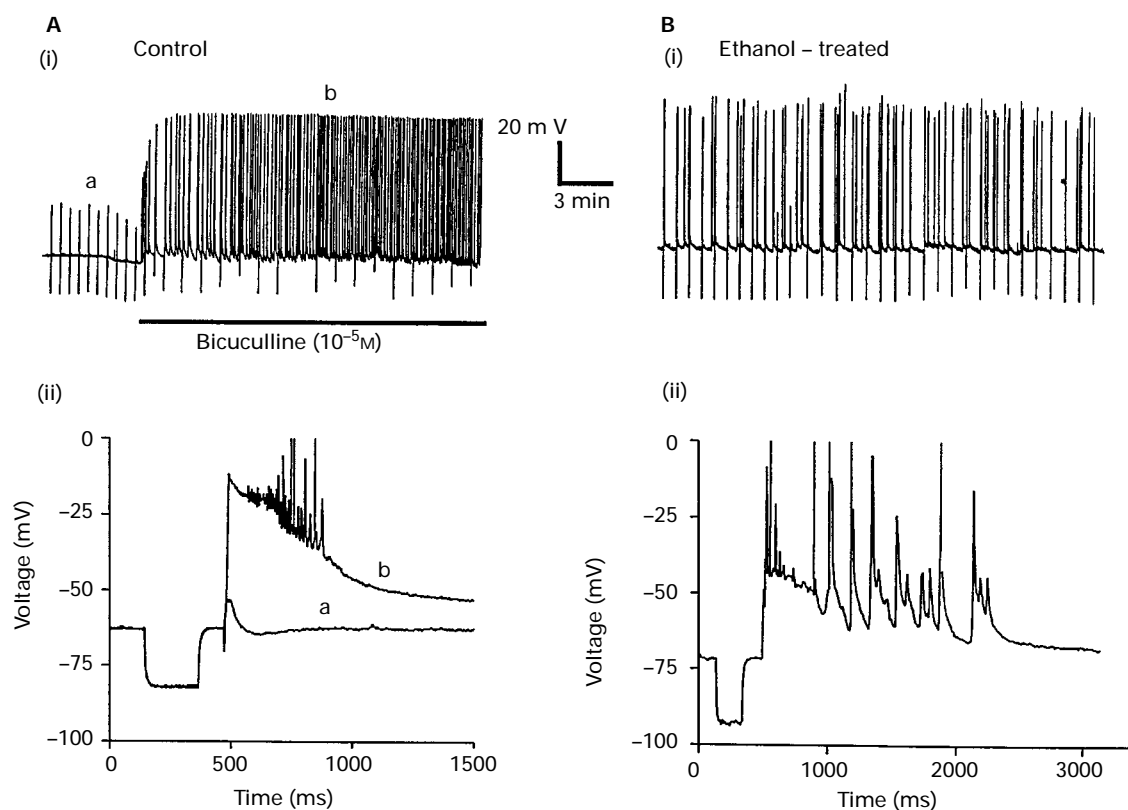 A
(i)
Control
a
b
20 m V
3 min
Bicuculline (10⁻⁵M)
(ii)
0
−25
−50
−75
−100
Voltage (mV)
b
a
0
500
1000
1500
Time (ms)
B
(i)
Ethanol – treated
(ii)
0
−25
−50
−75
−100
Voltage (mV)
0
1000
2000
3000
Time (ms)